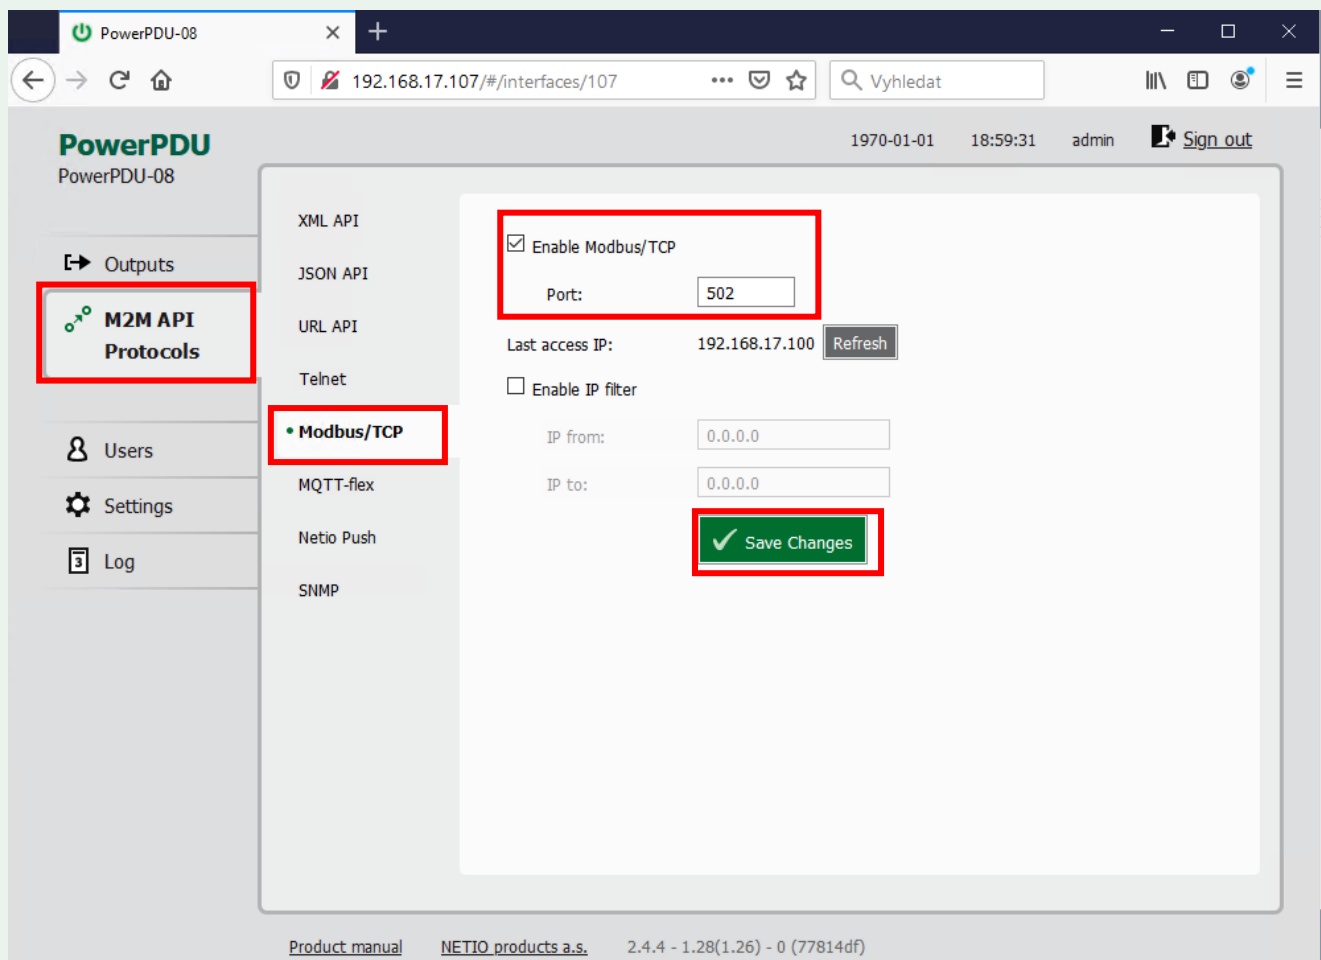 PowerPDU-08
192.168.17.107/#/interfaces/107
Vyhledat
PowerPDU
PowerPDU-08
1970-01-01 18:59:31 admin Sign out
Outputs
M2M API
Protocols
Users
Settings
3
Log
XML API
JSON API
URL API
Telnet
Modbus/TCP
MQTT-flex
Netio Push
SNMP
Enable Modbus/TCP
Port: 502
Last access IP: 192.168.17.100 Refresh
Enable IP filter
IP from: 0.0.0.0
IP to: 0.0.0.0
Save Changes
Product manual NETIO products a.s. 2.4.4 - 1.28(1.26) - 0 (77814df)